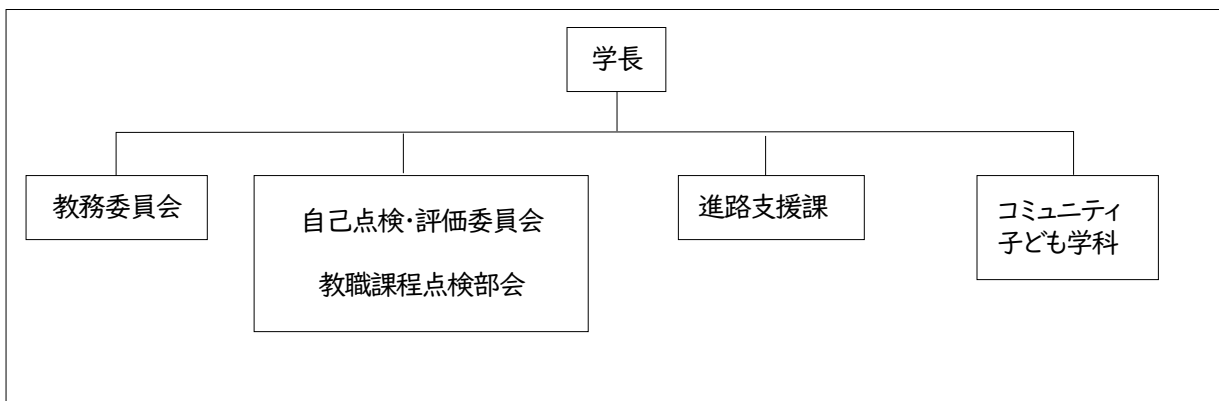 学長
教務委員会
自己点検・評価委員会
教職課程点検部会
進路支援課
コミュニティ
子ども学科